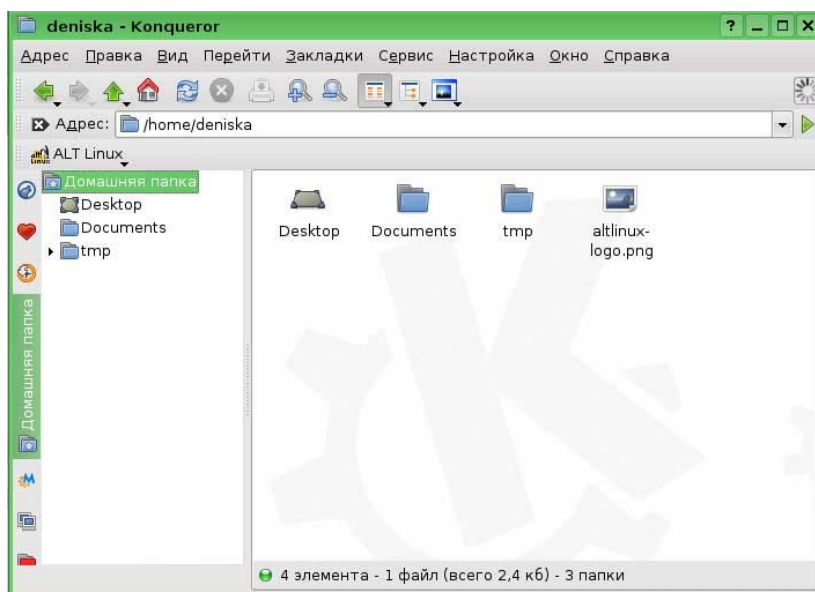 deniska - Konqueror
Адрес Правка Вид Перейти Закладки Сервис Настройка Окно Справка
Адрес: /home/deniska
ALT Linux
Домашняя папка
Desktop
Documents
tmp
Домашняя папка
Desktop Documents tmp altlinux-
logo.png
4 элемента - 1 файл (всего 2,4 кб) - 3 папки